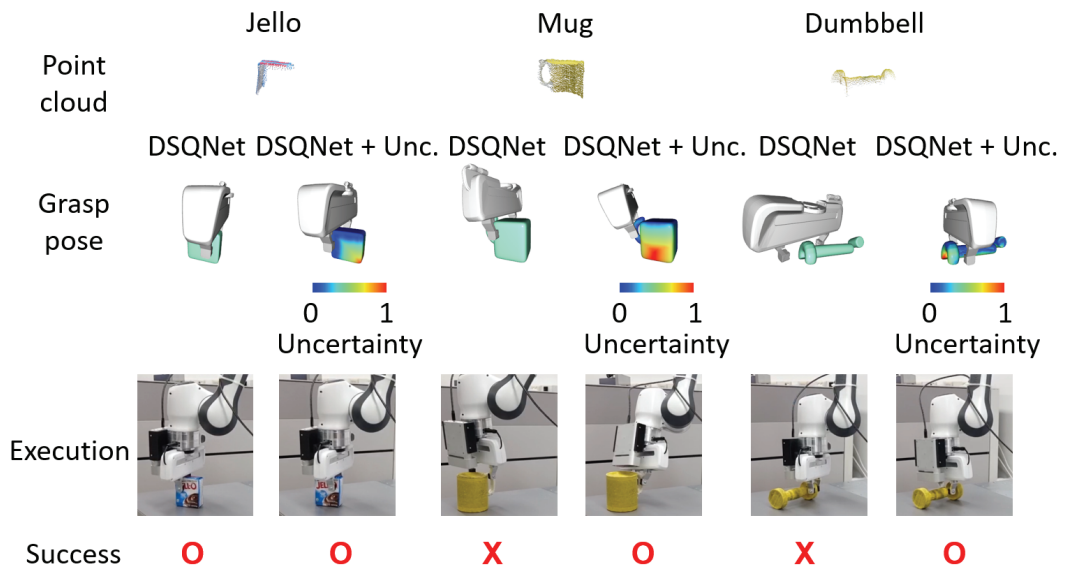 Jello Mug Dumbbell
Point
cloud
DSQNet DSQNet + Unc. DSQNet DSQNet + Unc. DSQNet DSQNet + Unc.
Grasp
pose
0 1 0 1 0 1
Uncertainty Uncertainty Uncertainty
Execution
Success O O X O X O